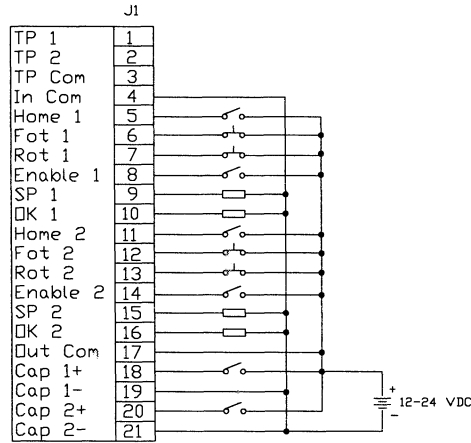 J1
TP 1 1
TP 2 2
TP Com 3
In Com 4
Home 1 5
Fot 1 6
Rot 1 7
Enable 1 8
SP 1 9
OK 1 10
Home 2 11
Fot 2 12
Rot 2 13
Enable 2 14
SP 2 15
OK 2 16
Out Com 17
Cap 1+ 18
Cap 1- 19
Cap 2+ 20
Cap 2- 21
+
12-24 VDC
-